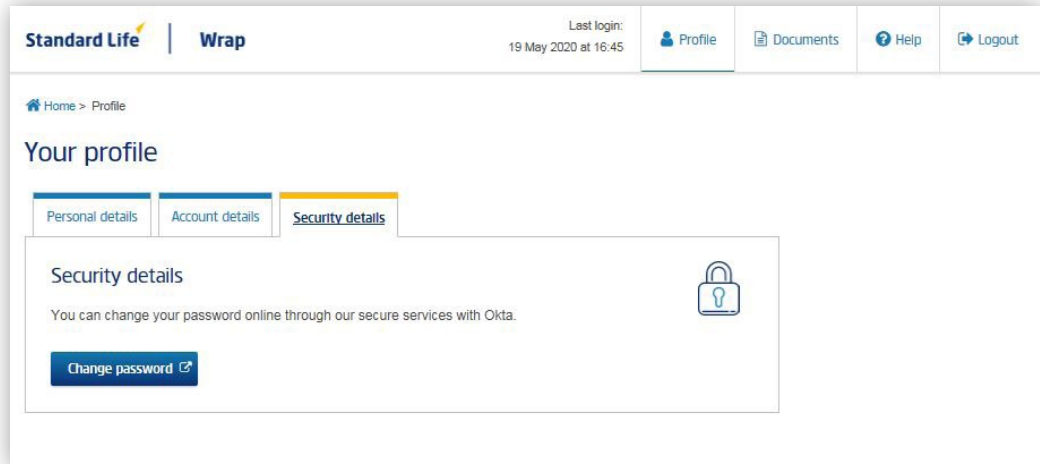 Standard Life | Wrap
Last login:
19 May 2020 at 16:45
Profile
Documents
Help
Logout
Home > Profile
Your profile
Personal details
Account details
Security details
Security details
You can change your password online through our secure services with Okta.
Change password